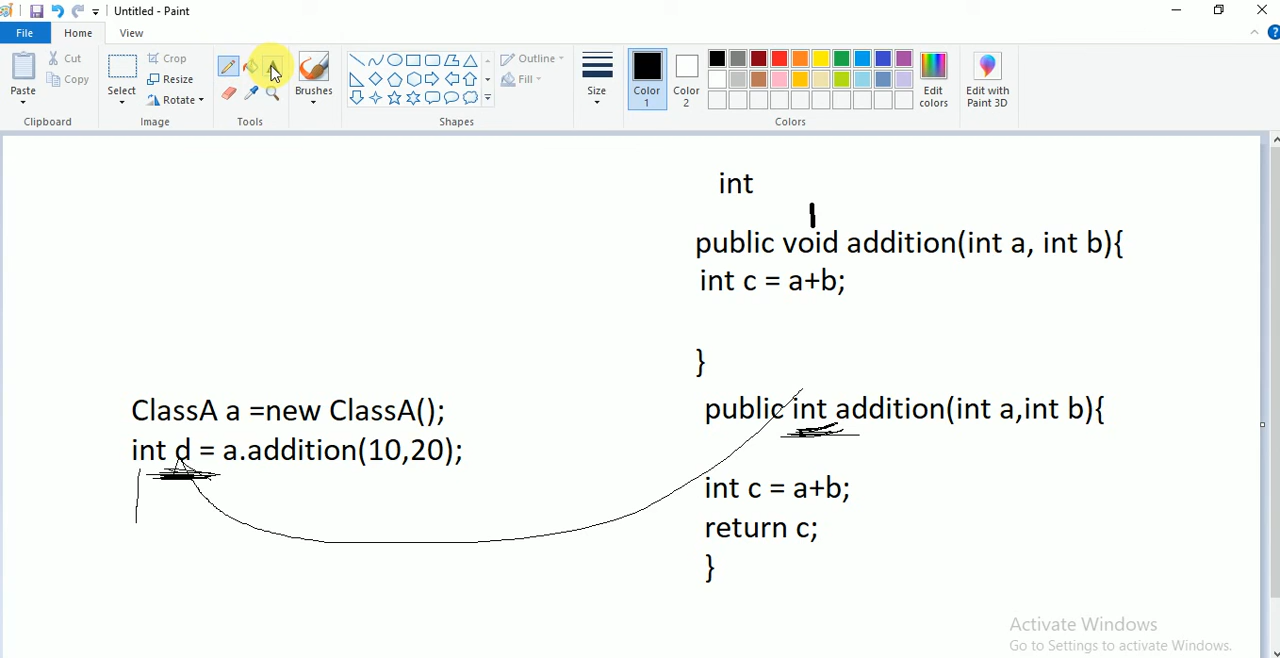 Untitled - Paint
File Home View
Paste Cut Copy Clipboard
Select Crop Resize Rotate Image
Tools
Brushes
Shapes
Outline Fill
Size
Color 1 Color 2 Edit colors Colors
Edit with Paint 3D
int
public void addition(int a, int b){
int c = a+b;
}
ClassA a =new ClassA();
int d = a.addition(10,20);
public int addition(int a,int b){
int c = a+b;
return c;
}
Activate Windows
Go to Settings to activate Windows.